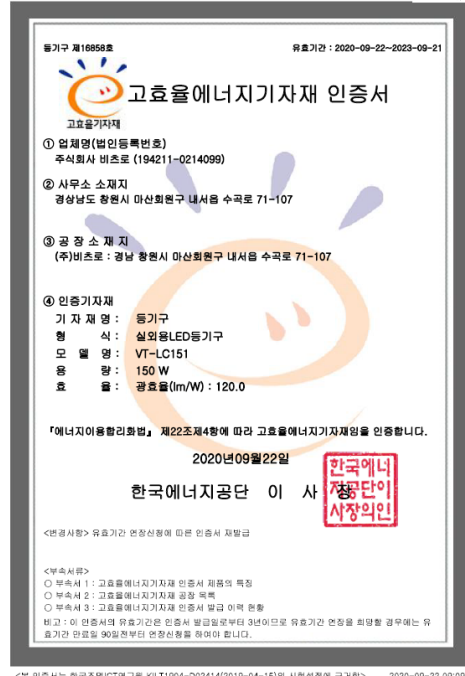 등기구 제16858호
유효기간 : 2020-09-22~2023-09-21
고효율기자재
고효율에너지기자재 인증서
① 업체명(법인등록번호)
주식회사 비츠로 (194211-0214099)
② 사무소 소재지
경상남도 창원시 마산회원구 내서읍 수곡로 71-107
③ 공 장 소 재 지
(주)비츠로 : 경남 창원시 마산회원구 내서읍 수곡로 71-107
④ 인증기자재
기 자 재 명 : 등기구
형 식 : 실외용LED등기구
모 델 명 : VT-LC151
용 량 : 150 W
효 율 : 광효율(lm/W) : 120.0
『에너지이용합리화법』 제22조제4항에 따라 고효율에너지기자재임을 인증합니다.
2020년09월22일
한국에너지공단 이 사 장
한국에너
지공단이
사장의인
<변경사항> 유효기간 연장신청에 따른 인증서 재발급
<부속서류>
○ 부속서 1 : 고효율에너지기자재 인증서 제품의 특징
○ 부속서 2 : 고효율에너지기자재 공장 목록
○ 부속서 3 : 고효율에너지기자재 인증서 발급 이력 현황
비고 : 이 인증서의 유효기간은 인증서 발급일로부터 3년이므로 유효기간 연장을 희망할 경우에는 유
효기간 만료일 90일전부터 연장신청을 하여야 합니다.